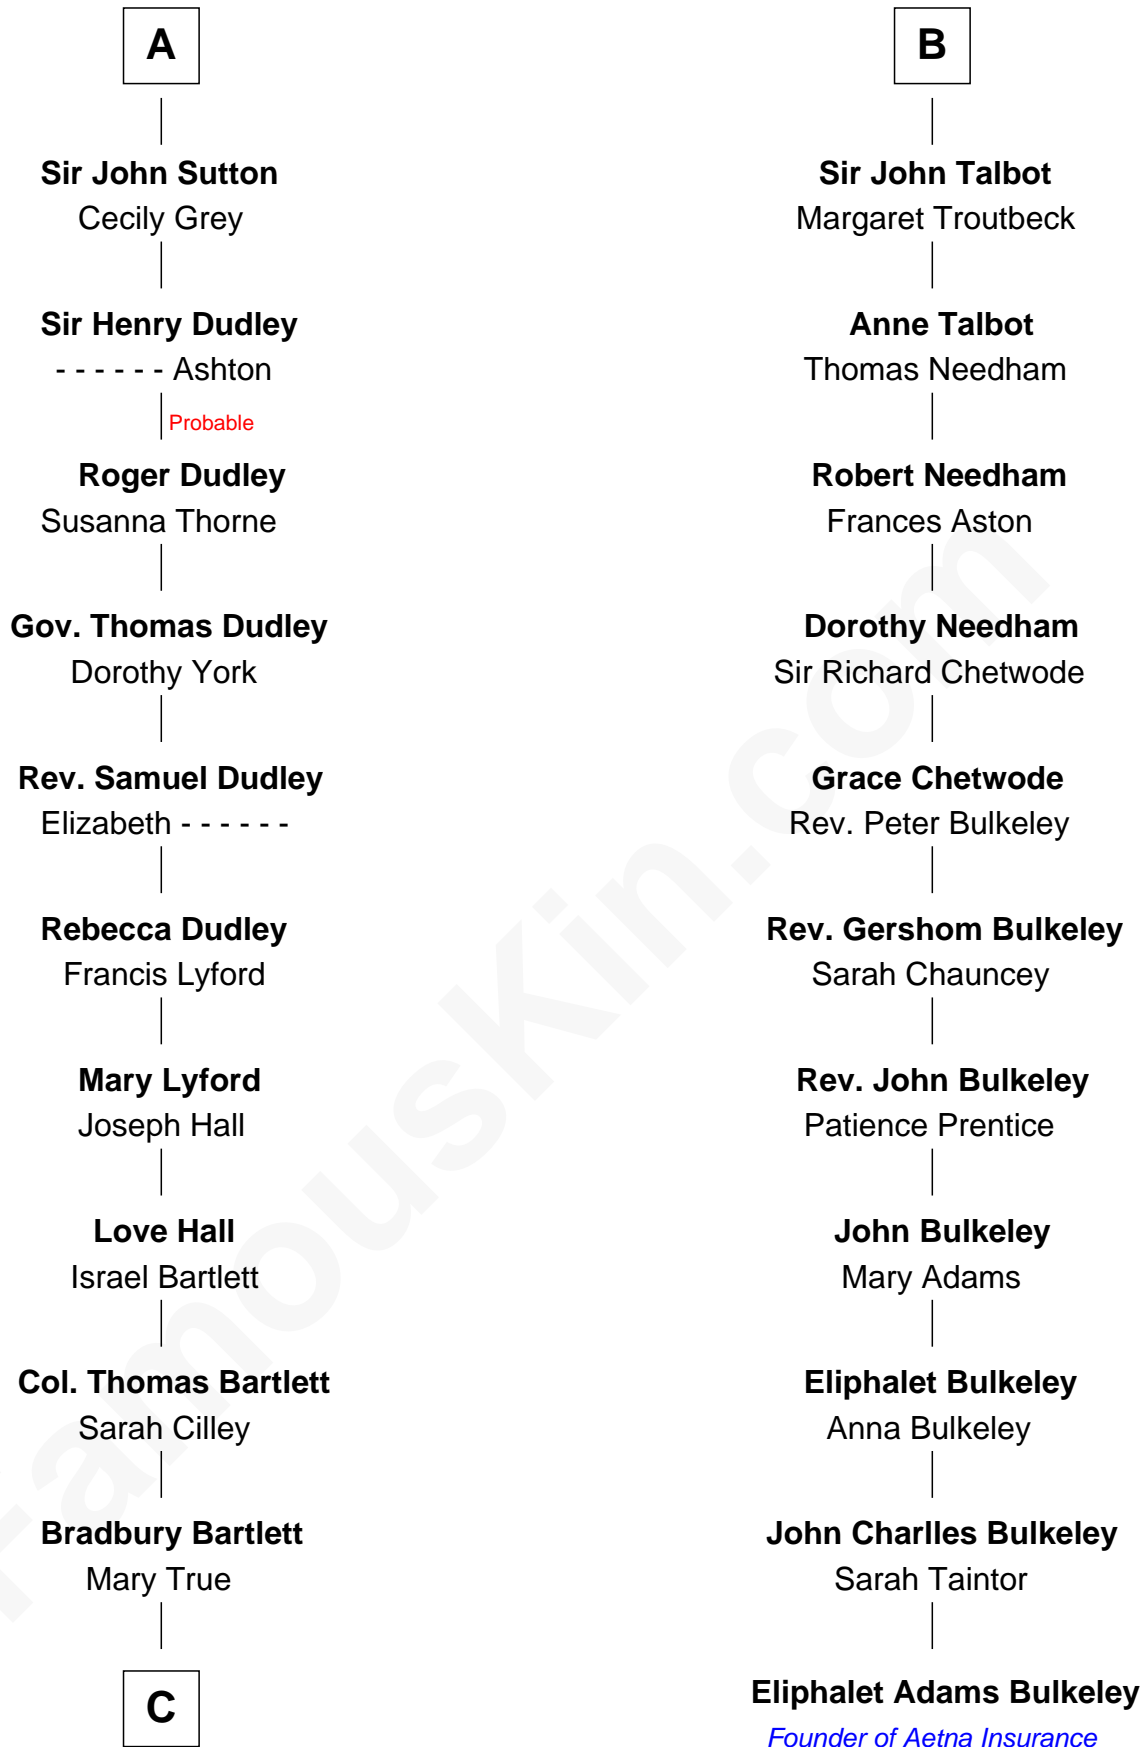 A
Sir John Sutton
Cecily Grey
Sir Henry Dudley
- - - - - - Ashton
Probable
Roger Dudley
Susanna Thorne
Gov. Thomas Dudley
Dorothy York
Rev. Samuel Dudley
Elizabeth - - - - - -
Rebecca Dudley
Francis Lyford
Mary Lyford
Joseph Hall
Love Hall
Israel Bartlett
Col. Thomas Bartlett
Sarah Cilley
Bradbury Bartlett
Mary True
C
B
Sir John Talbot
Margaret Troutbeck
Anne Talbot
Thomas Needham
Robert Needham
Frances Aston
Dorothy Needham
Sir Richard Chetwode
Grace Chetwode
Rev. Peter Bulkeley
Rev. Gershom Bulkeley
Sarah Chauncey
Rev. John Bulkeley
Patience Prentice
John Bulkeley
Mary Adams
Eliphalet Bulkeley
Anna Bulkeley
John Charlles Bulkeley
Sarah Taintor
Eliphalet Adams Bulkeley
Founder of Aetna Insurance
FamousKin.com